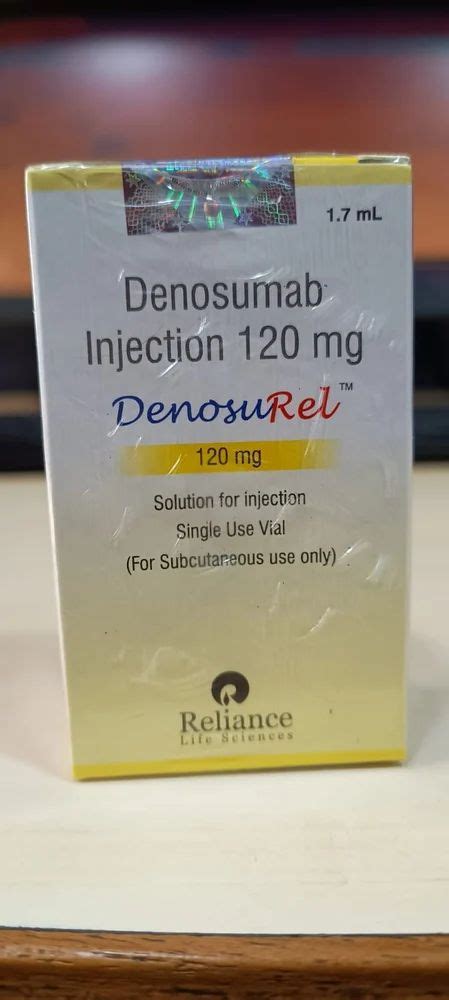 1.7 mL
Denosumab
Injection 120 mg
DenosuRel™
120 mg
Solution for injection
Single Use Vial
(For Subcutaneous use only)
Reliance
Life Sciences